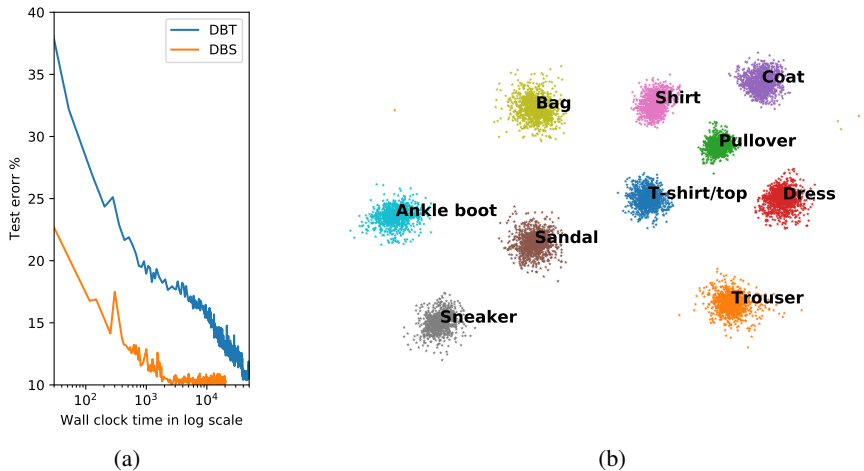 40
35
30
25
20
15
10
Test erorr %
DBT
DBS
10²
10³
10⁴
Wall clock time in log scale
(a)
Bag
Shirt
Coat
Pullover
T-shirt/top
Dress
Ankle boot
Sandal
Trouser
Sneaker
(b)